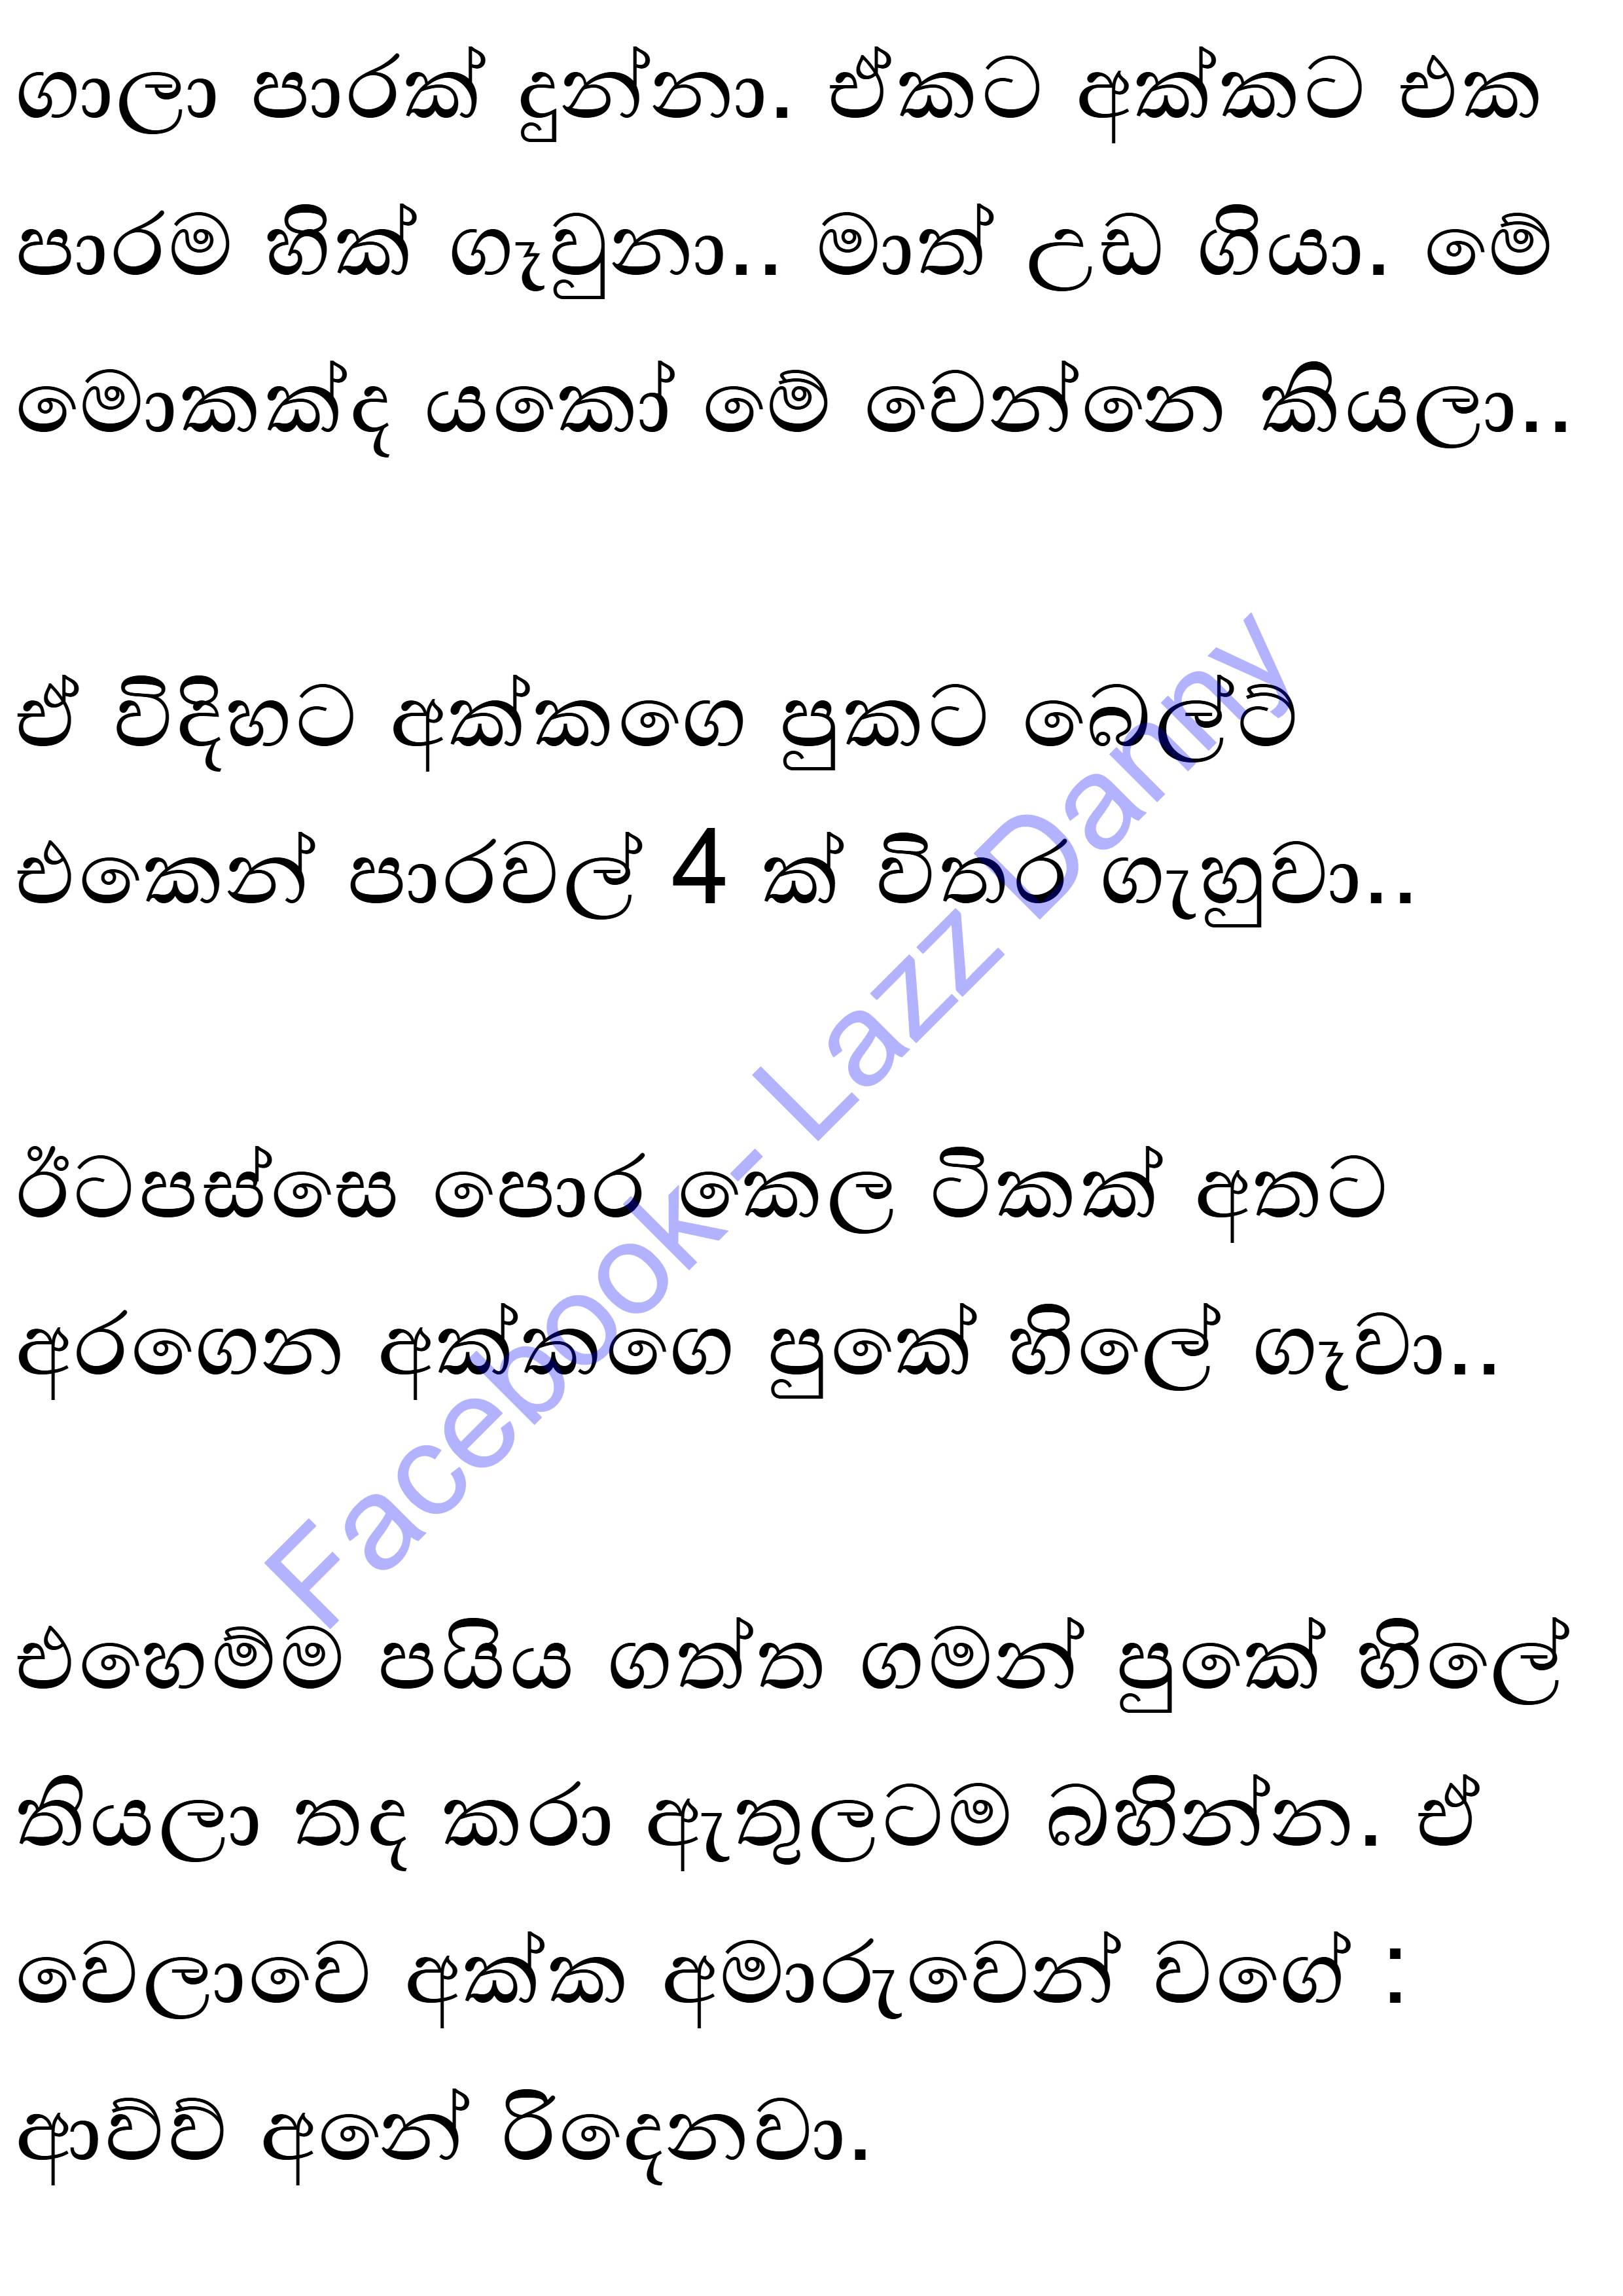 ගාලා පාරක් දුන්නා. ඒකට අක්කට එක
පාරම හික් ගෑවුනා.. මාත් උඩ ගියා. මේ
මොකක්ද යකෝ මේ වෙන්නෙ කියලා..
ඒ විදිහට අක්කගෙ පුකට බෙල්ට්
එකෙන් පාරවල් 4 ක් විතර ගැහුවා..
ඊටපස්සෙ පොර කෙල ටිකක් අතට
අරගෙන අක්කගෙ පුකේ හිලේ ගෑවා..
එහෙම්ම පයිය ගත්ත ගමන් පුකේ හිලේ
තියලා තද කරා ඇතුලටම බහින්න. ඒ
වෙලාවෙ අක්ක අමාරුවෙන් වගේ :
ආව්ව් අනේ රිදෙනවා.
Facebook- Lazz Danny